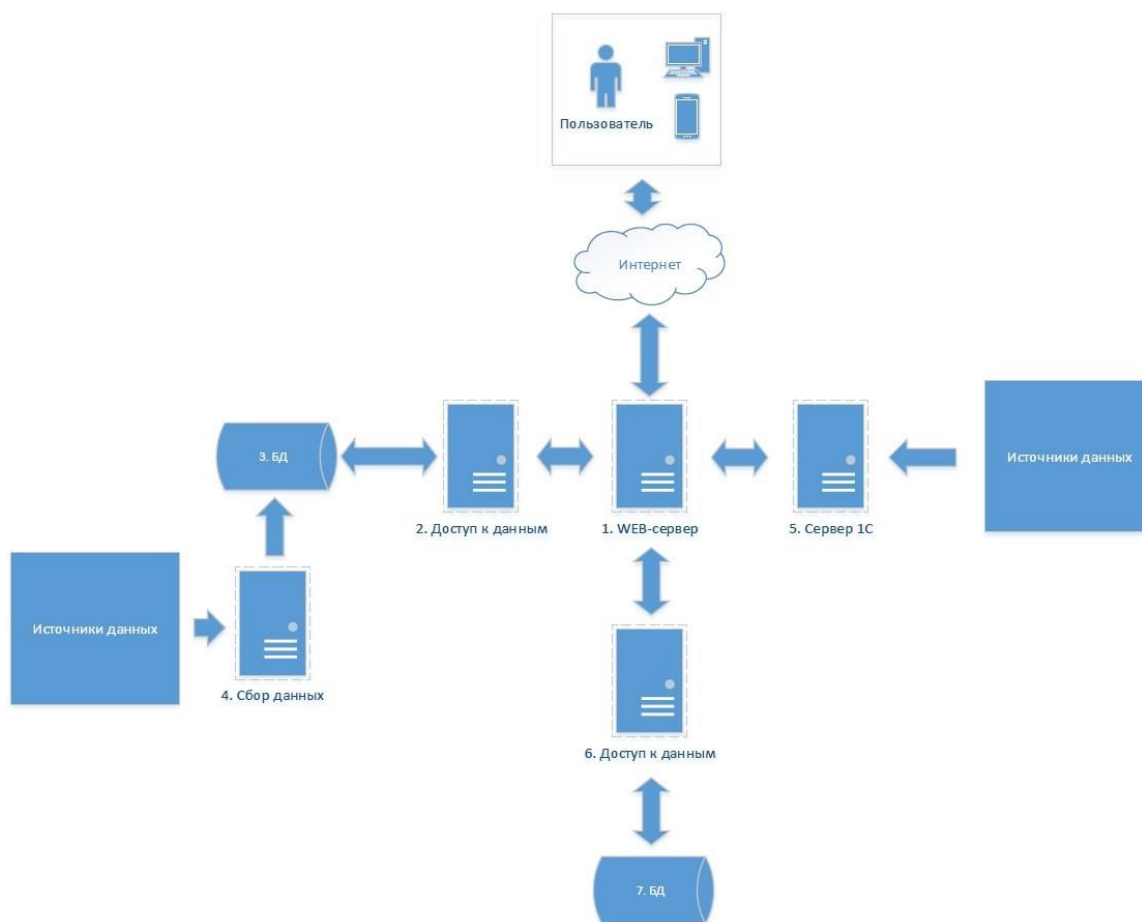 Пользователь
Интернет
3. БД
Источники данных
2. Доступ к данным
1. WEB-сервер
5. Сервер 1С
Источники данных
4. Сбор данных
6. Доступ к данным
7. БД